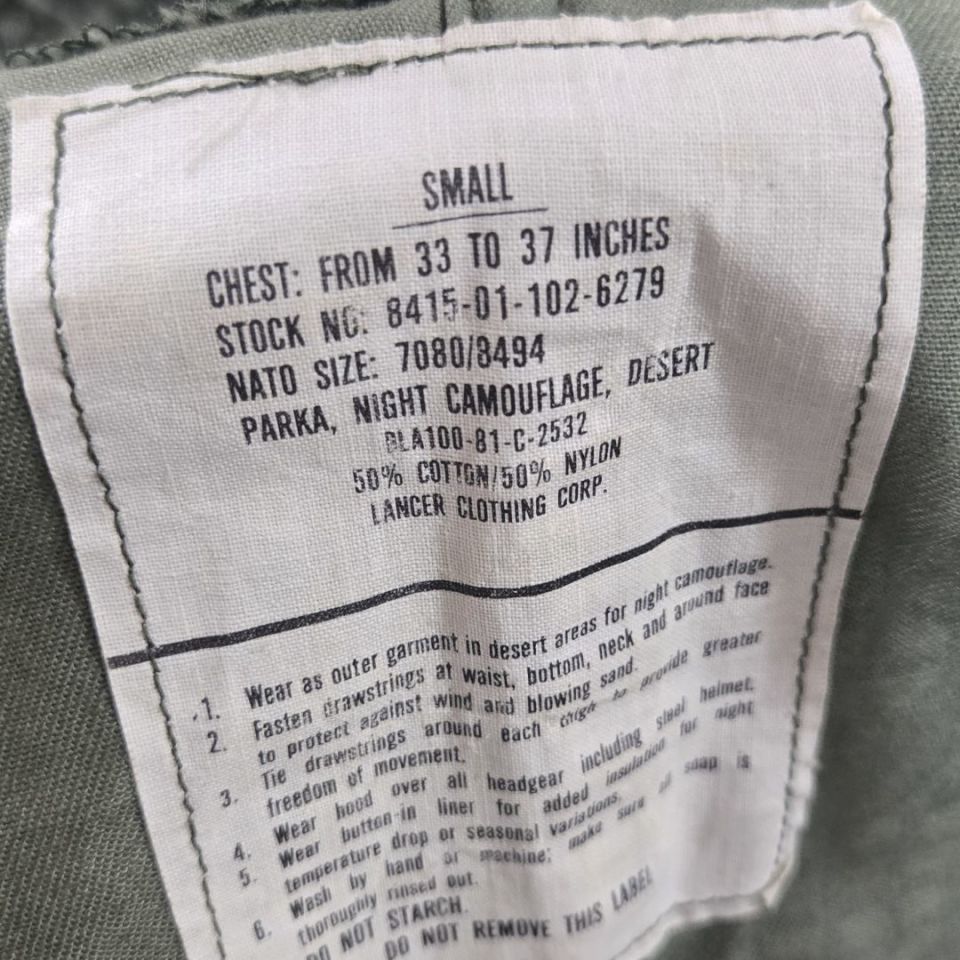 SMALL
CHEST: FROM 33 TO 37 INCHES
STOCK NO: 8415-01-102-6279
NATO SIZE: 7080/8494
PARKA, NIGHT CAMOUFLAGE, DESERT
DLA100-81-C-2532
50% COTTON/50% NYLON
LANCER CLOTHING CORP.
1. Wear as outer garment in desert areas for night camouflage.
2. Fasten drawstrings at waist, bottom, neck and around face
to protect against wind and blowing sand.
3. Tie drawstrings around each thigh to provide greater
freedom of movement.
4. Wear hood over all headgear including steel helmet.
5. Wear button-in liner for added insulation for night
temperature drop or seasonal variations.
6. Wash by hand or machine; make sure all soap is
thoroughly rinsed out.
DO NOT STARCH.
DO NOT REMOVE THIS LABEL